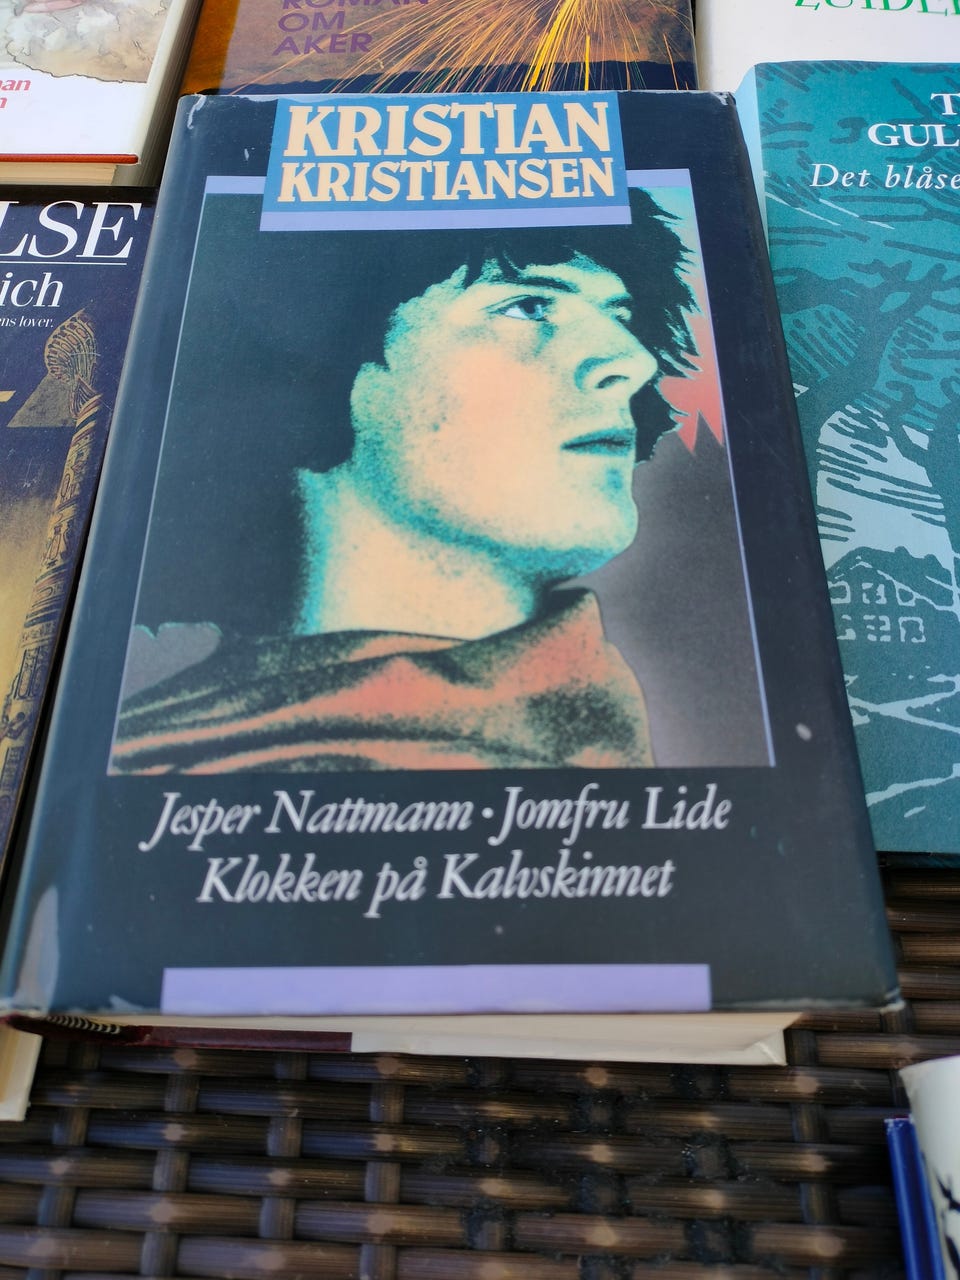 ROMAN
OM
AKER
KRISTIAN
KRISTIANSEN
Jesper Nattmann · Jomfru Lide
Klokken på Kalvskinnet
LSE
ich
ns lover.
T
GUL
Det blåse